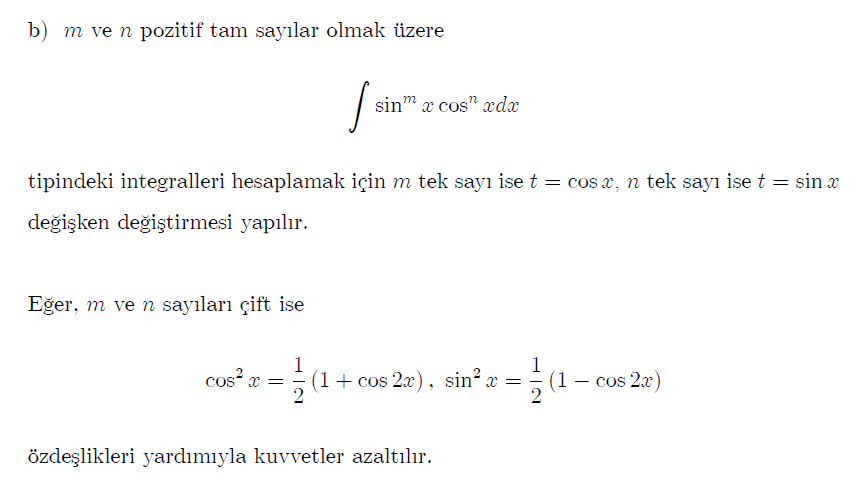 b) m ve n pozitif tam sayılar olmak üzere
∫ sin^m x cos^n xdx
tipindeki integralleri hesaplamak için m tek sayı ise t = cos x, n tek sayı ise t = sin x
değişken değiştirmesi yapılır.
Eğer, m ve n sayıları çift ise
cos² x = 1/2 (1 + cos 2x), sin² x = 1/2 (1 − cos 2x)
özdeşlikleri yardımıyla kuvvetler azaltılır.